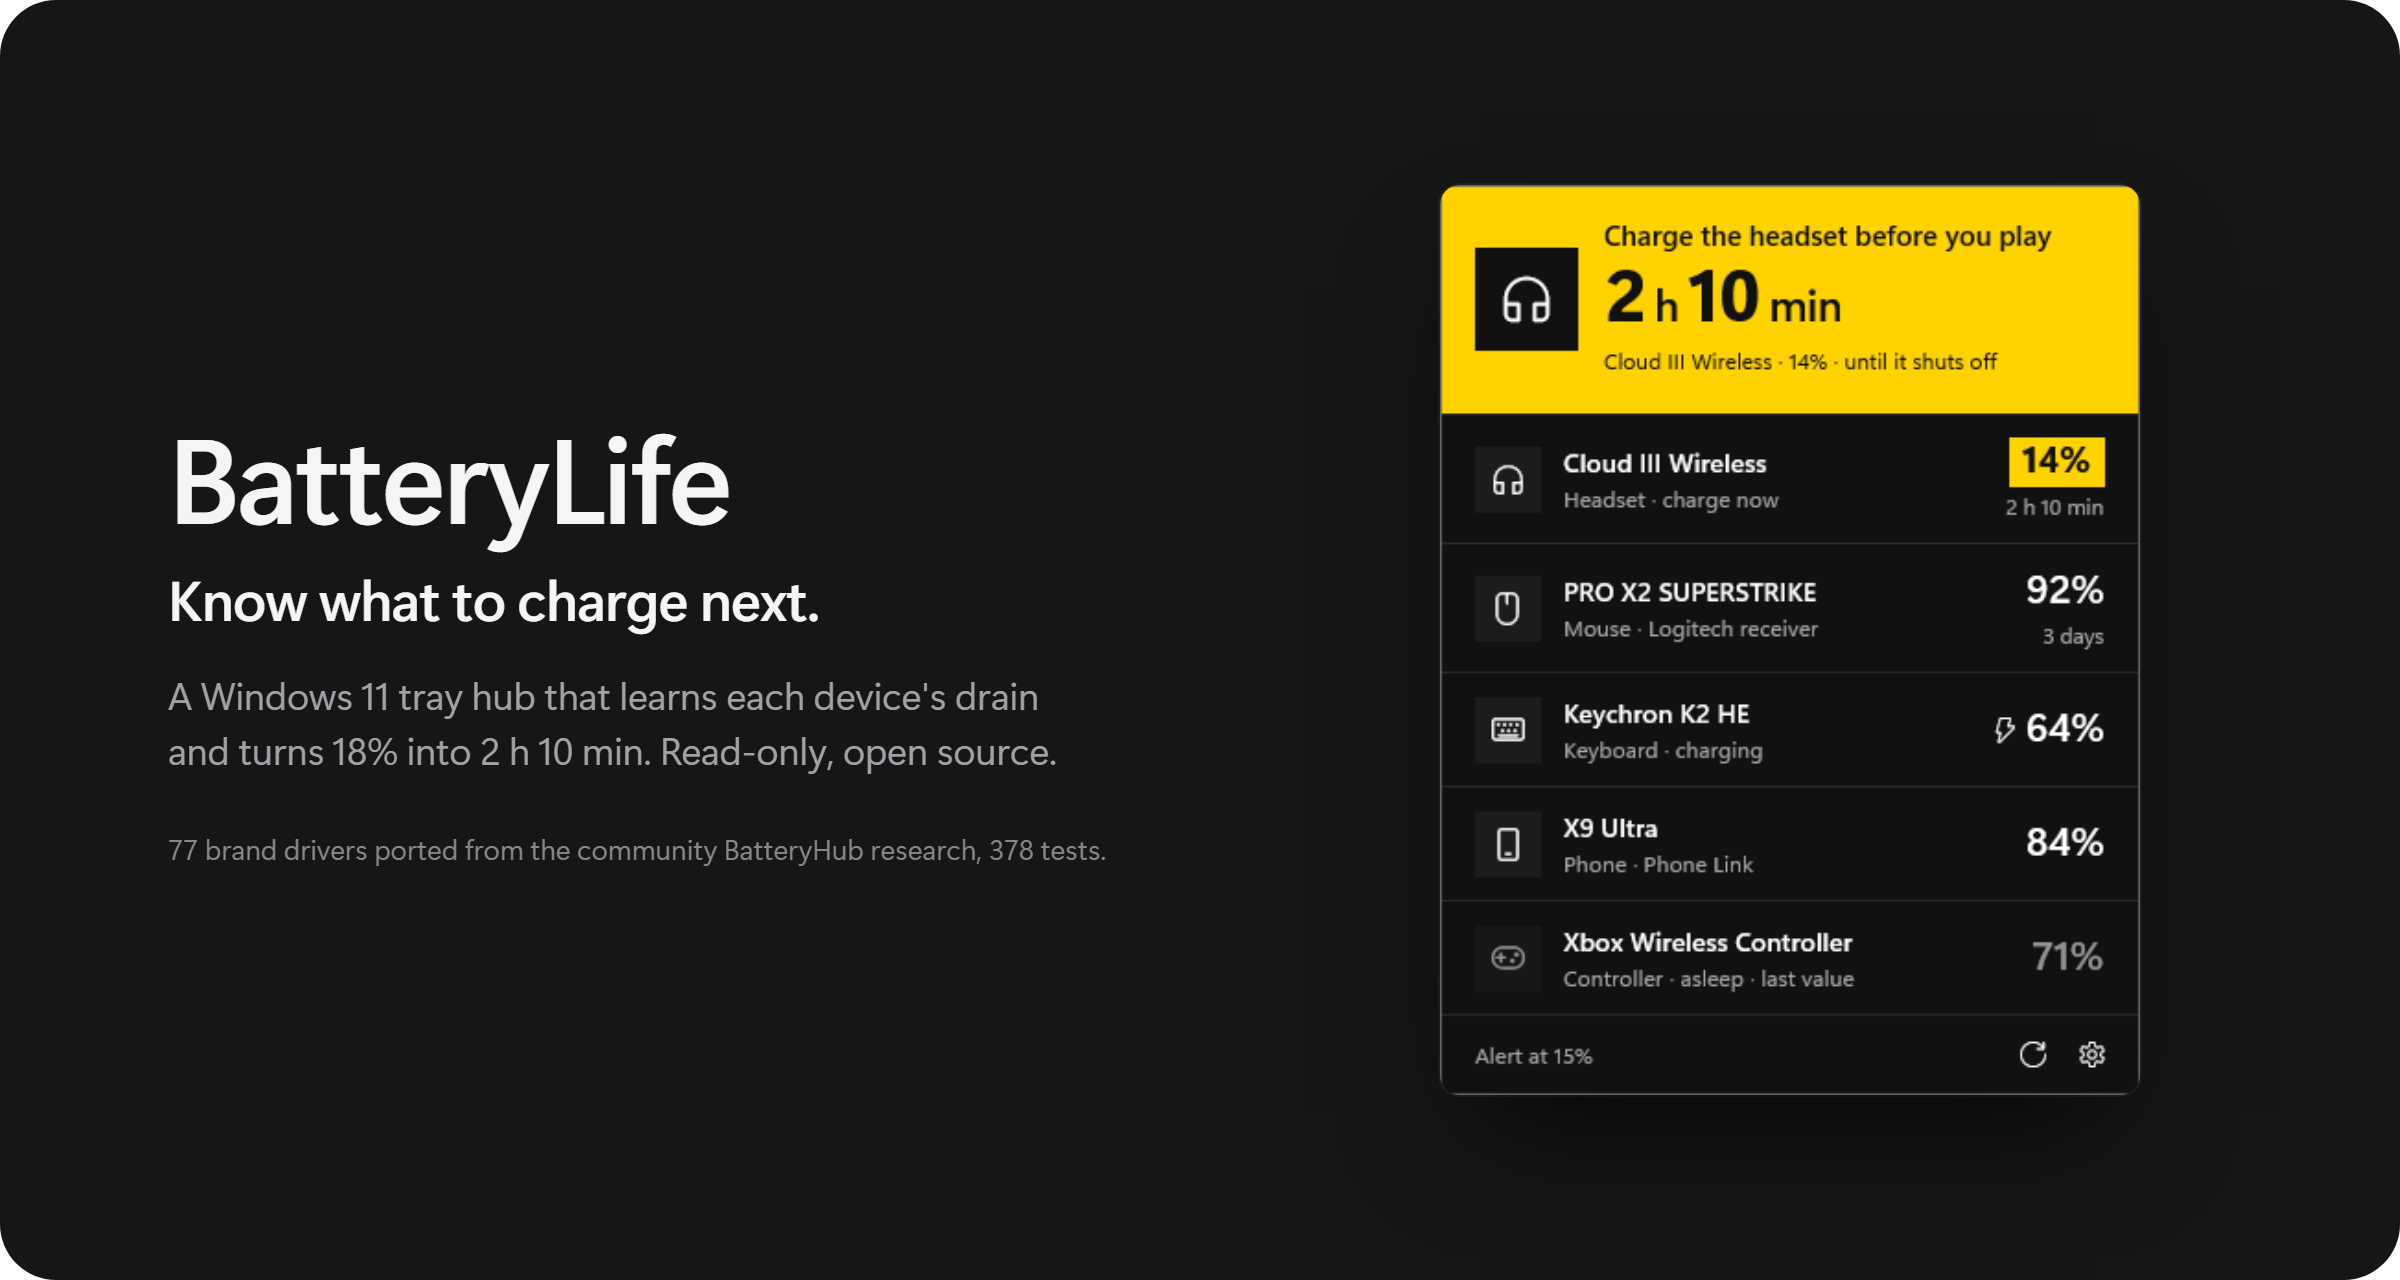 BatteryLife
Know what to charge next.
A Windows 11 tray hub that learns each device's drain
and turns 18% into 2 h 10 min. Read-only, open source.
77 brand drivers ported from the community BatteryHub research, 378 tests.
Charge the headset before you play
2 h 10 min
Cloud III Wireless · 14% · until it shuts off
Cloud III Wireless
14%
Headset · charge now
2 h 10 min
PRO X2 SUPERSTRIKE
92%
Mouse · Logitech receiver
3 days
Keychron K2 HE
64%
Keyboard · charging
X9 Ultra
84%
Phone · Phone Link
Xbox Wireless Controller
71%
Controller · asleep · last value
Alert at 15%